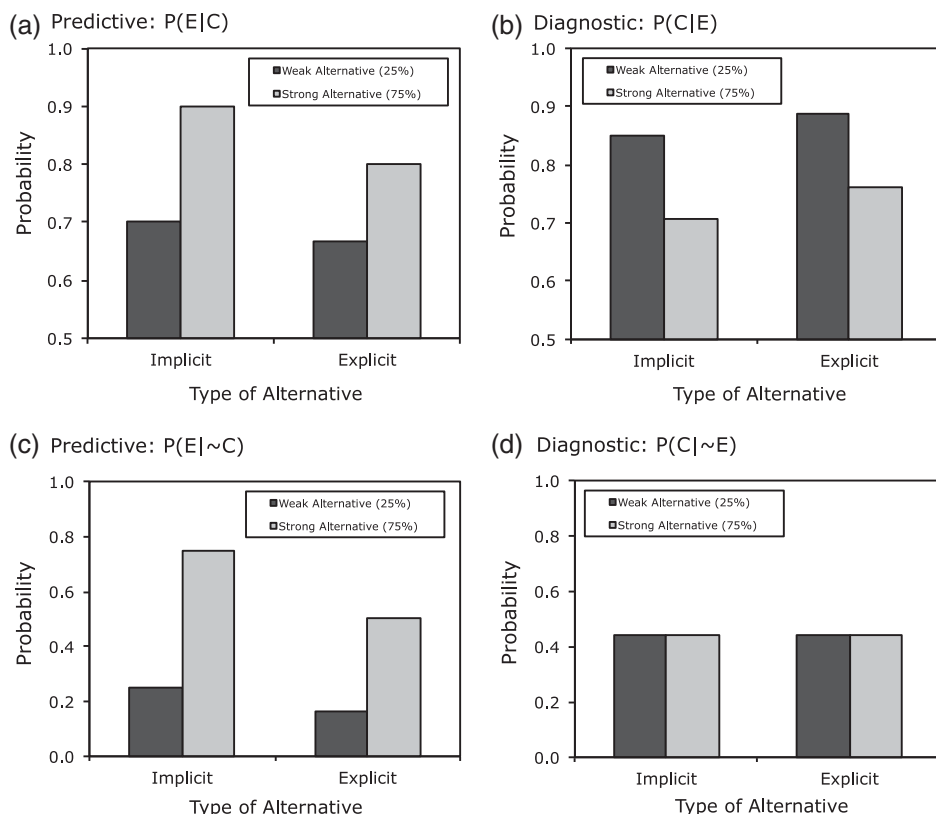 (a) Predictive: P(E|C)
Weak Alternative (25%)
Strong Alternative (75%)
Probability
1.0
0.9
0.8
0.7
0.6
0.5
Implicit
Explicit
Type of Alternative
(b) Diagnostic: P(C|E)
Weak Alternative (25%)
Strong Alternative (75%)
Probability
1.0
0.9
0.8
0.7
0.6
0.5
Implicit
Explicit
Type of Alternative
(c) Predictive: P(E|~C)
Weak Alternative (25%)
Strong Alternative (75%)
Probability
1.0
0.8
0.6
0.4
0.2
0.0
Implicit
Explicit
Type of Alternative
(d) Diagnostic: P(C|~E)
Weak Alternative (25%)
Strong Alternative (75%)
Probability
1.0
0.8
0.6
0.4
0.2
0.0
Implicit
Explicit
Type of Alternative